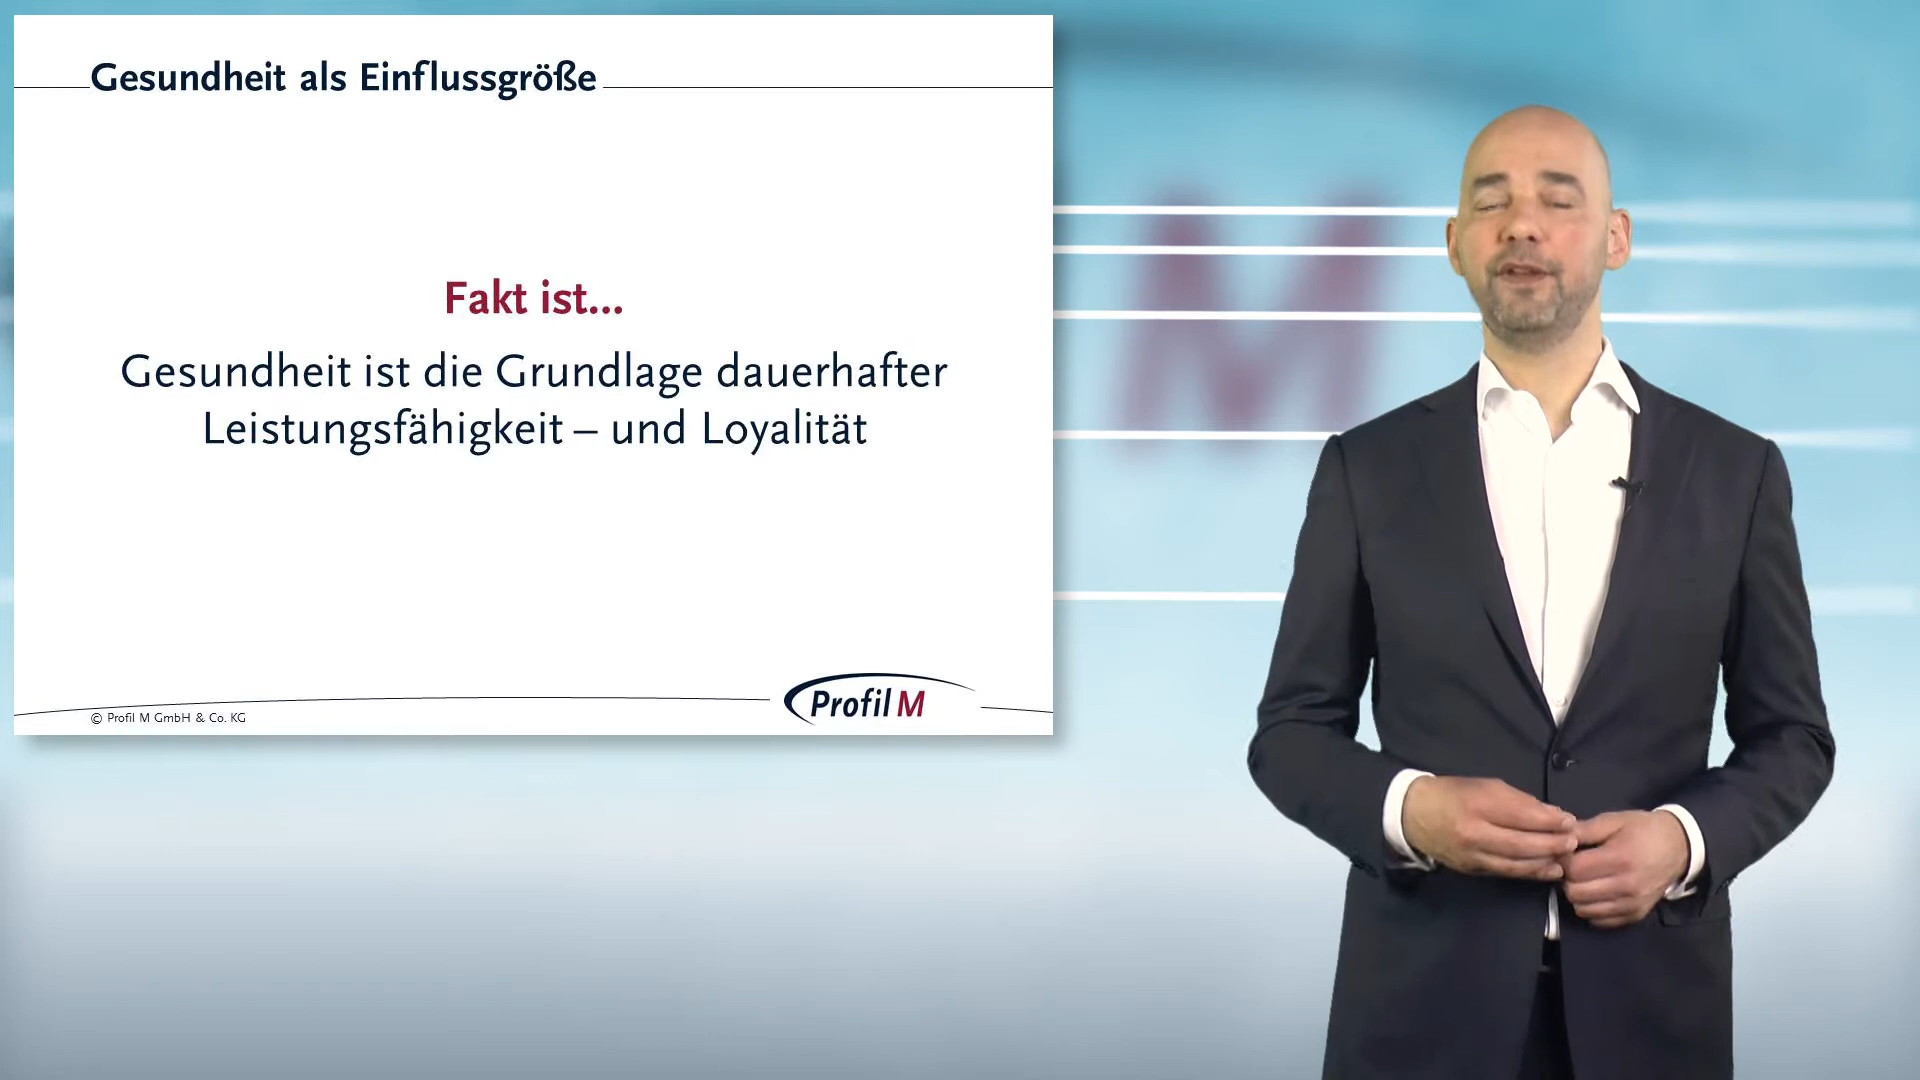 Gesundheit als Einflussgröße
Fakt ist...
Gesundheit ist die Grundlage dauerhafter
Leistungsfähigkeit – und Loyalität
© Profil M GmbH & Co. KG
Profil M
M